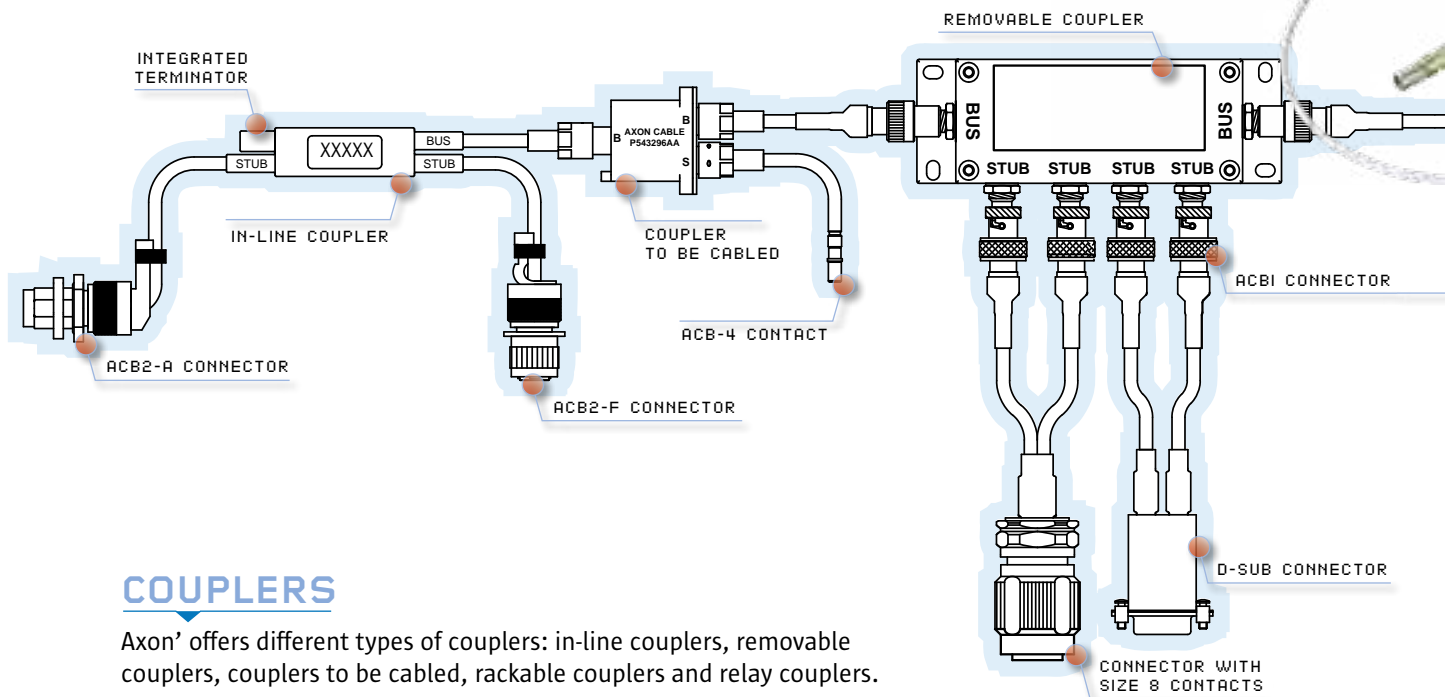 REMOVABLE COUPLER
INTEGRATED
TERMINATOR
BUS
XXXXX
STUB
STUB
IN-LINE COUPLER
B
AXON CABLE
P543296AA
B
S
COUPLER
TO BE CABLED
BUS
BUS
STUB STUB STUB STUB
ACB1 CONNECTOR
ACB-4 CONTACT
ACB2-A CONNECTOR
ACB2-F CONNECTOR
D-SUB CONNECTOR
CONNECTOR WITH
SIZE 8 CONTACTS
COUPLERS
Axon’ offers different types of couplers: in-line couplers, removable
couplers, couplers to be cabled, rackable couplers and relay couplers.